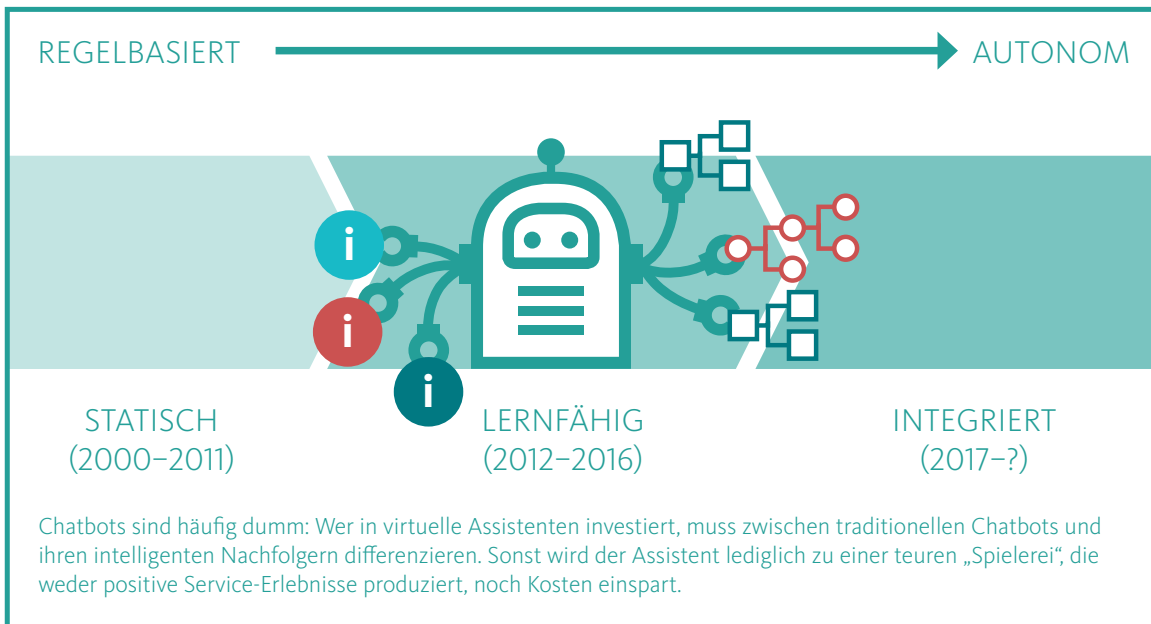 REGELBASIERT
AUTONOM
i
i
i
STATISCH
(2000–2011)
LERNFÄHIG
(2012–2016)
INTEGRIERT
(2017–?)
Chatbots sind häufig dumm: Wer in virtuelle Assistenten investiert, muss zwischen traditionellen Chatbots und
ihren intelligenten Nachfolgern differenzieren. Sonst wird der Assistent lediglich zu einer teuren „Spielerei“, die
weder positive Service-Erlebnisse produziert, noch Kosten einspart.